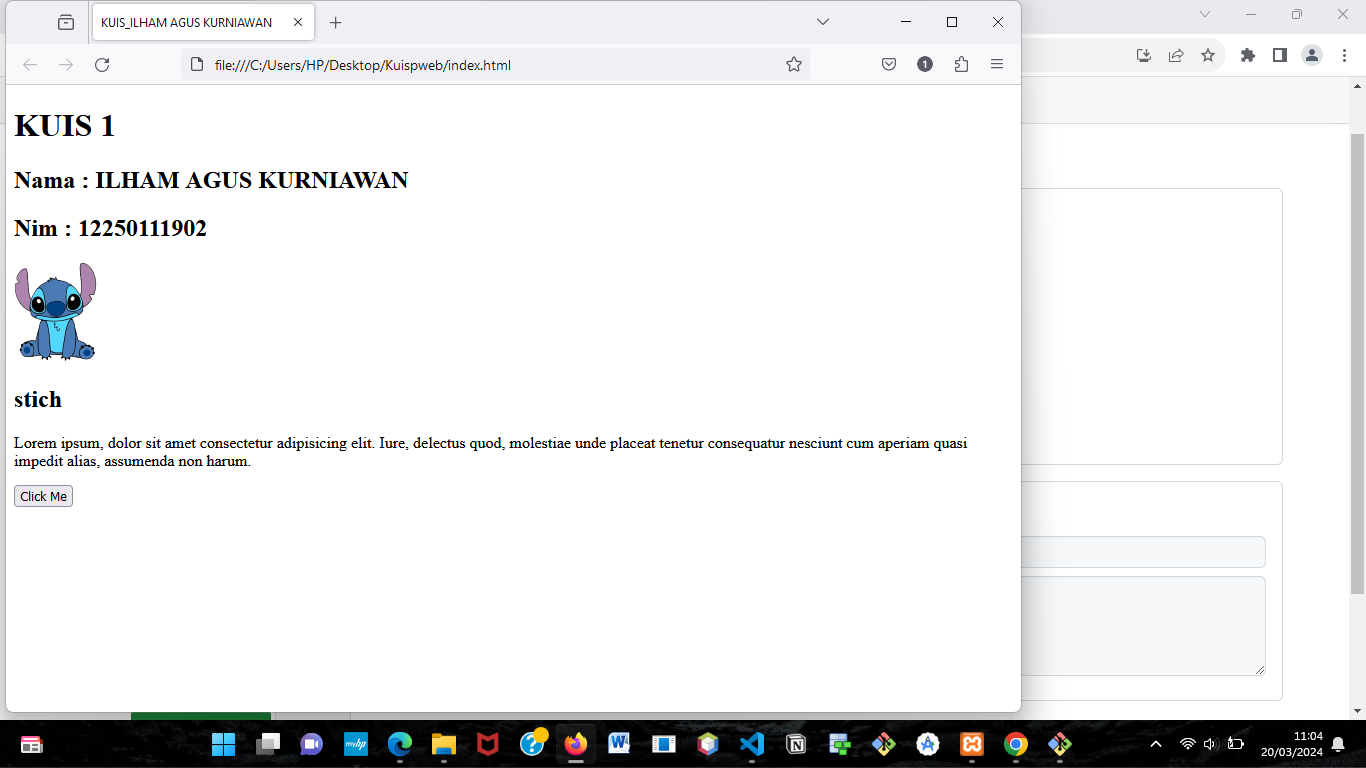 KUIS_ILHAM AGUS KURNIAWAN
file:///C:/Users/HP/Desktop/Kuispweb/index.html
1
KUIS 1
Nama : ILHAM AGUS KURNIAWAN
Nim : 12250111902
stich
Lorem ipsum, dolor sit amet consectetur adipisicing elit. Iure, delectus quod, molestiae unde placeat tenetur consequatur nesciunt cum aperiam quasi
impedit alias, assumenda non harum.
Click Me
myhp
11:04
20/03/2024